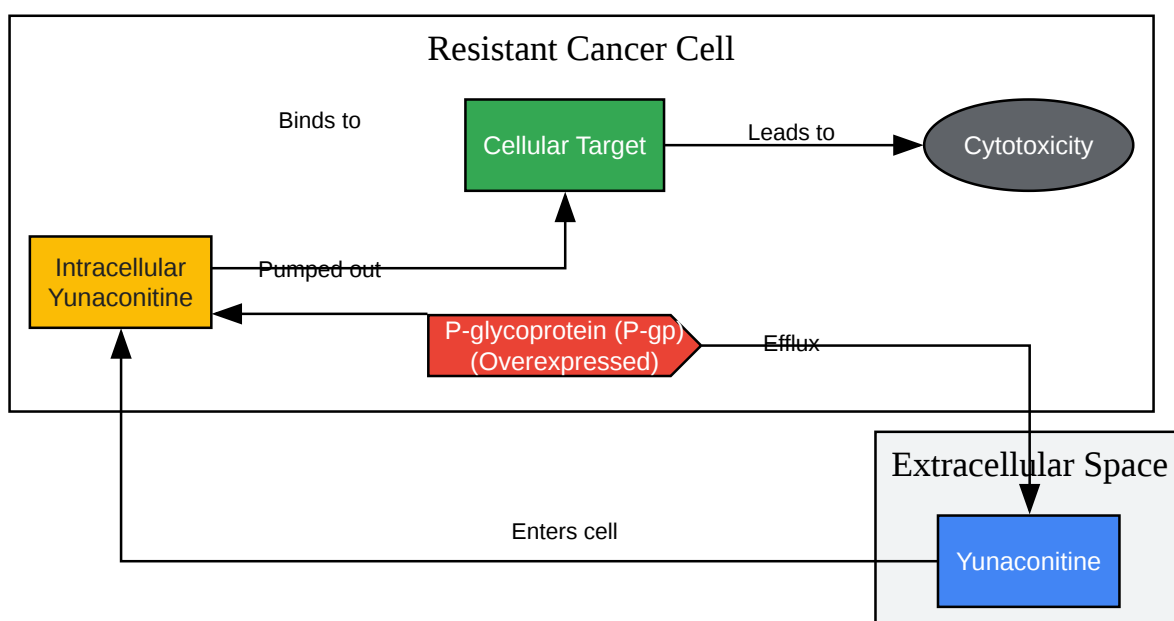 Resistant Cancer Cell
Binds to
Cellular Target
Leads to
Cytotoxicity
Intracellular
Yunaconitine
Pumped out
P-glycoprotein (P-gp)
(Overexpressed)
Efflux
Extracellular Space
Enters cell
Yunaconitine